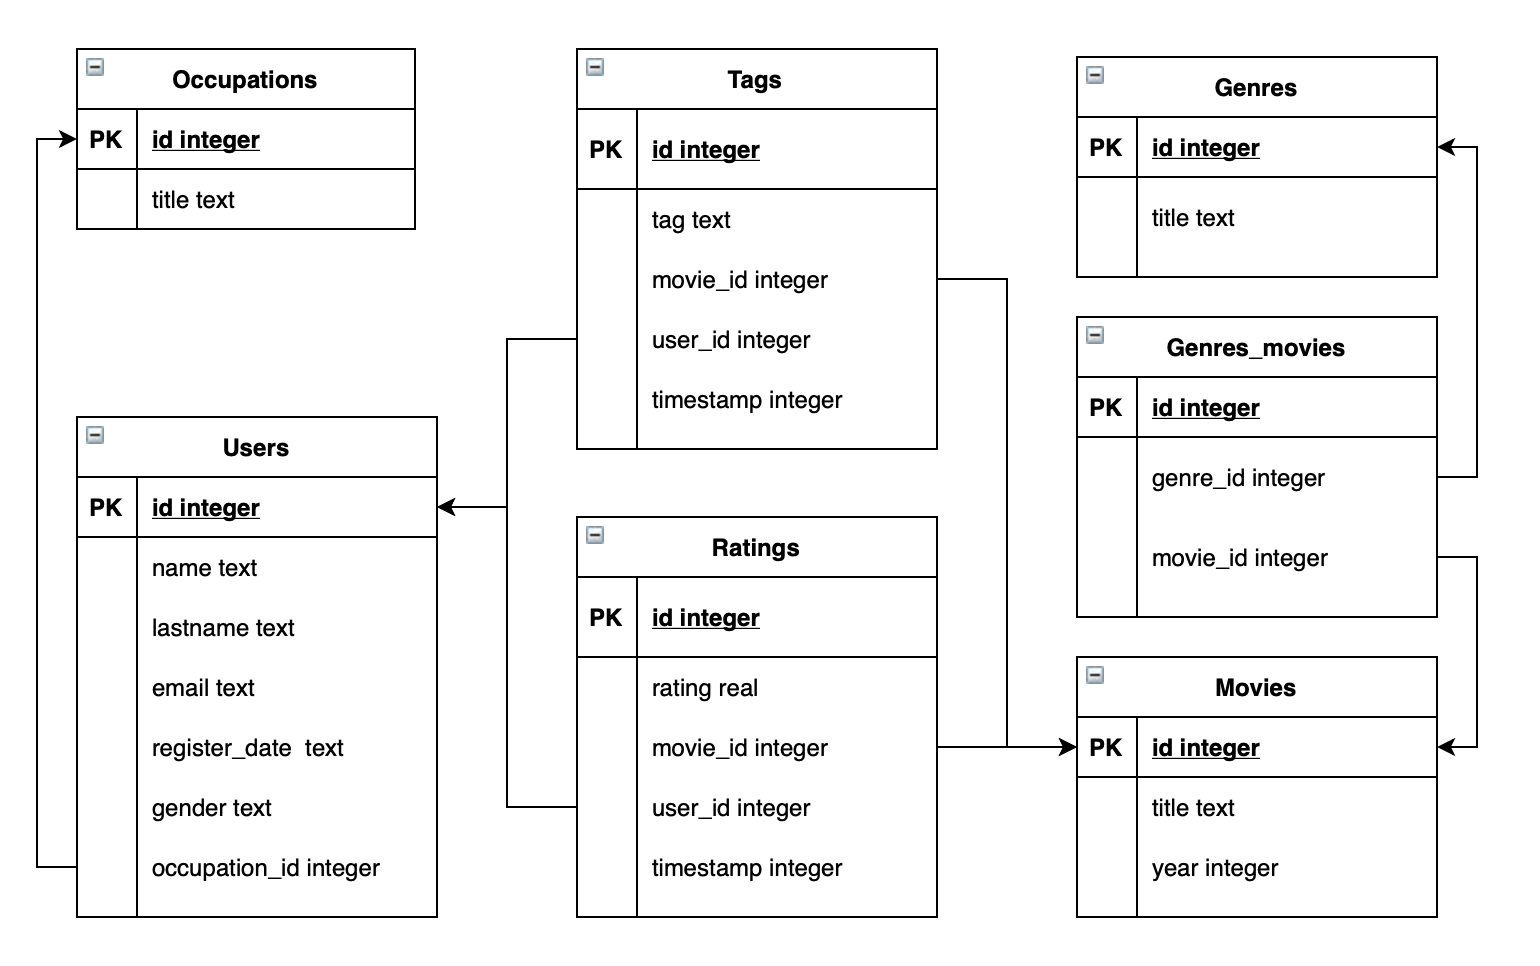 Occupations
PK id integer
title text
Users
PK id integer
name text
lastname text
email text
register_date  text
gender text
occupation_id integer
Tags
PK id integer
tag text
movie_id integer
user_id integer
timestamp integer
Ratings
PK id integer
rating real
movie_id integer
user_id integer
timestamp integer
Genres
PK id integer
title text
Genres_movies
PK id integer
genre_id integer
movie_id integer
Movies
PK id integer
title text
year integer